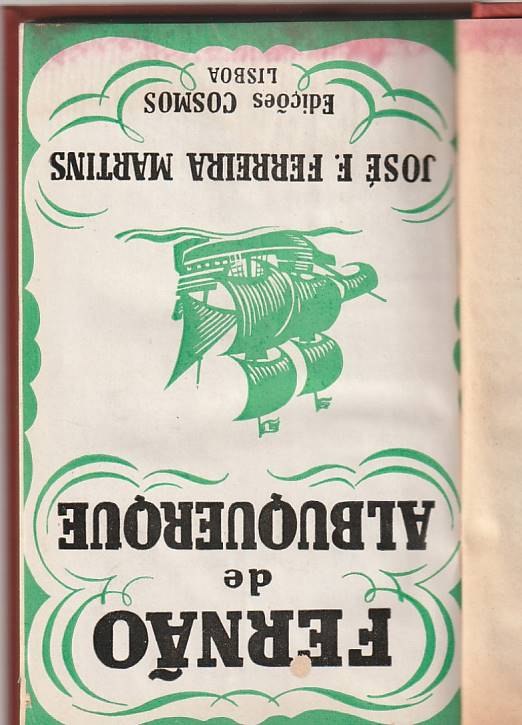 FERNÃO
de
ALBUQUERQUE
JOSÉ F. FERREIRA MARTINS
Edições COSMOS
LISBOA